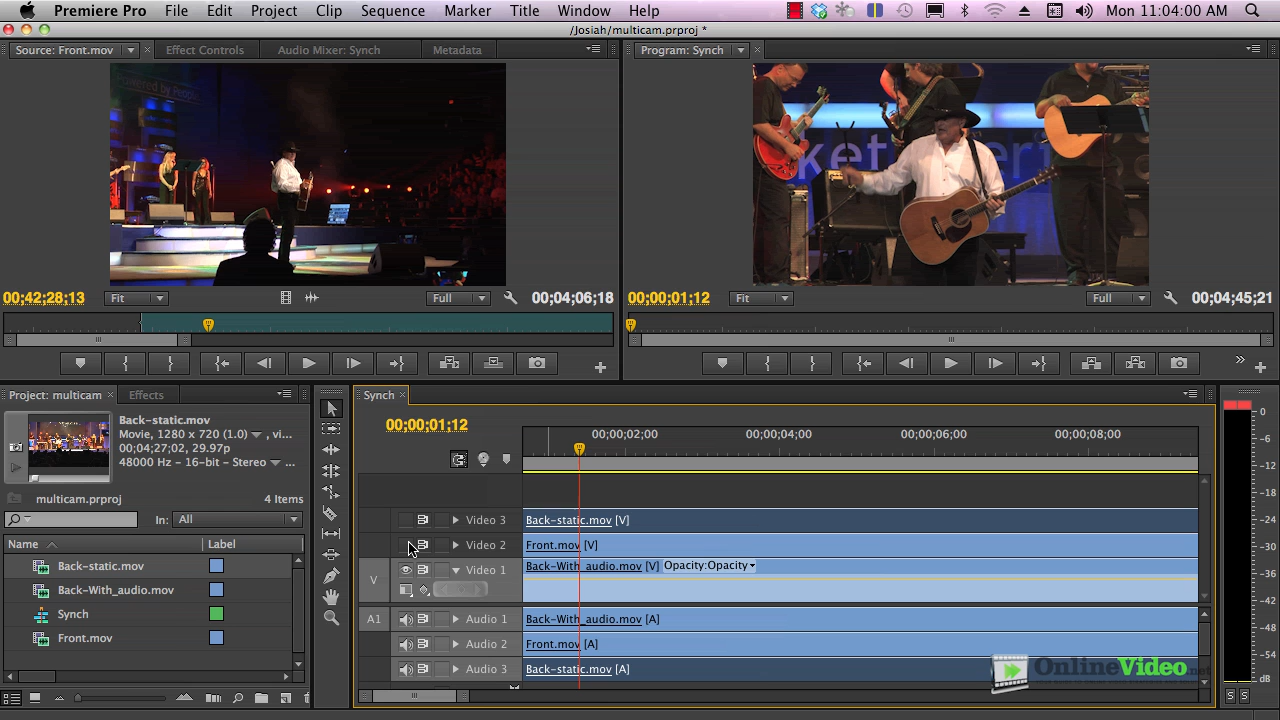 Premiere Pro File Edit Project Clip Sequence Marker Title Window Help Mon 11:04:00 AM
/Josiah/multicam.prproj *
Source: Front.mov Effect Controls Audio Mixer: Synch Metadata
Program: Synch
Powered by People
ket
00;42;28;13 Fit Full 00;04;06;18
00;00;01;12 Fit Full 00;04;45;21
Project: multicam Effects
Back-static.mov
Movie, 1280 x 720 (1.0) , vi...
00;04;27;02, 29.97p
48000 Hz - 16-bit - Stereo ...
multicam.prproj 4 Items
In: All
Name Label
Back-static.mov
Back-With_audio.mov
Synch
Front.mov
Synch
00;00;01;12
00;00;02;00 00;00;04;00 00;00;06;00 00;00;08;00
Video 3 Back-static.mov [V]
Video 2 Front.mov [V]
V Video 1 Back-With_audio.mov [V] Opacity:Opacity
A1 Audio 1 Back-With_audio.mov [A]
Audio 2 Front.mov [A]
Audio 3 Back-static.mov [A]
OnlineVideo.net
0
-6
-12
-18
-24
-30
-36
-42
-48
-54
dB
S S